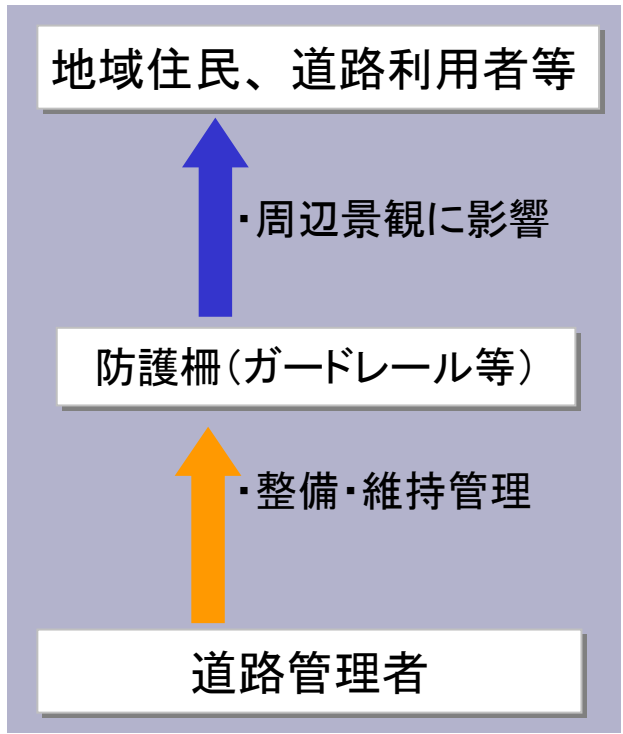 地域住民、道路利用者等
・周辺景観に影響
防護柵（ガードレール等）
・整備・維持管理
道路管理者